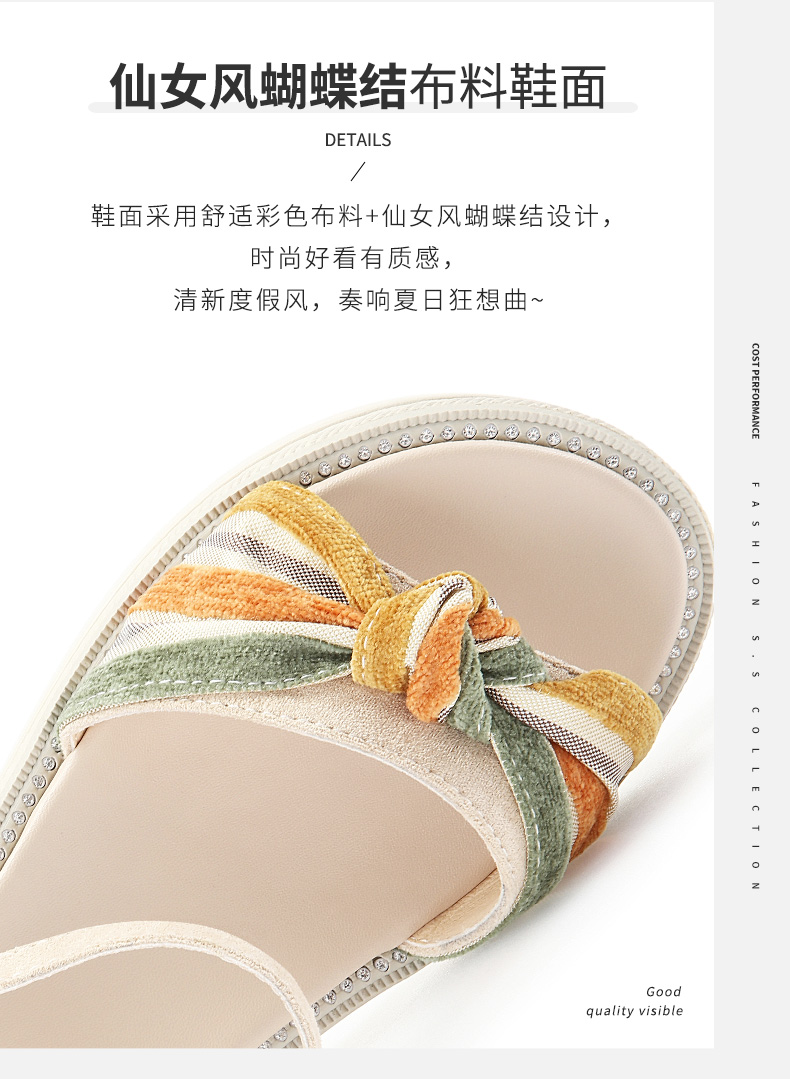 仙女风蝴蝶结布料鞋面
DETAILS
鞋面采用舒适彩色布料+仙女风蝴蝶结设计，
时尚好看有质感，
清新度假风，奏响夏日狂想曲~
COST PERFORMANCE
FASHION S.S COLLECTION
Good
quality visible